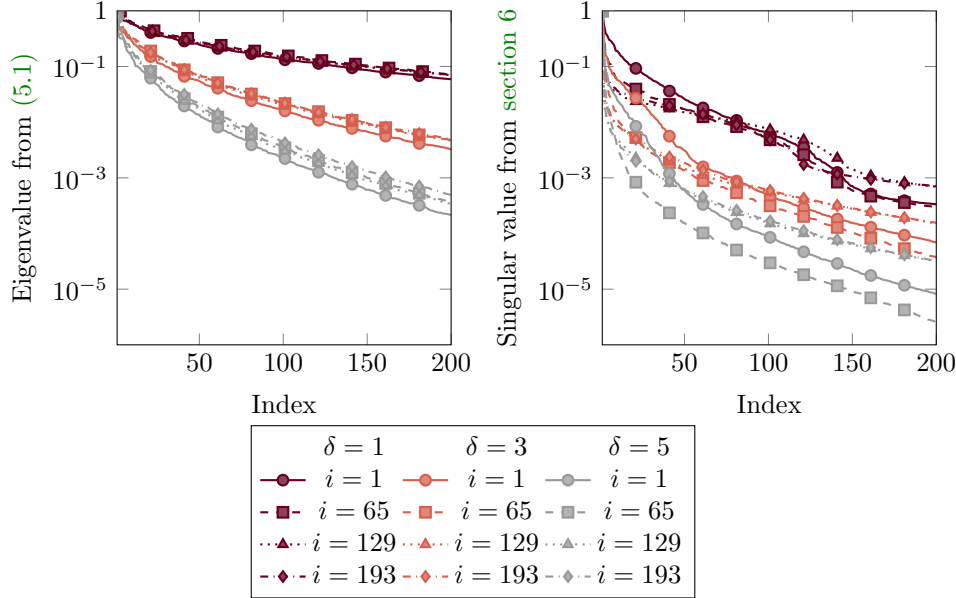 1
10^{-1}
10^{-3}
10^{-5}
50
100
150
200
Index
Eigenvalue from (5.1)
1
10^{-1}
10^{-3}
10^{-5}
50
100
150
200
Index
Singular value from section 6
δ = 1 δ = 3 δ = 5
i = 1 i = 1 i = 1
i = 65 i = 65 i = 65
i = 129 i = 129 i = 129
i = 193 i = 193 i = 193